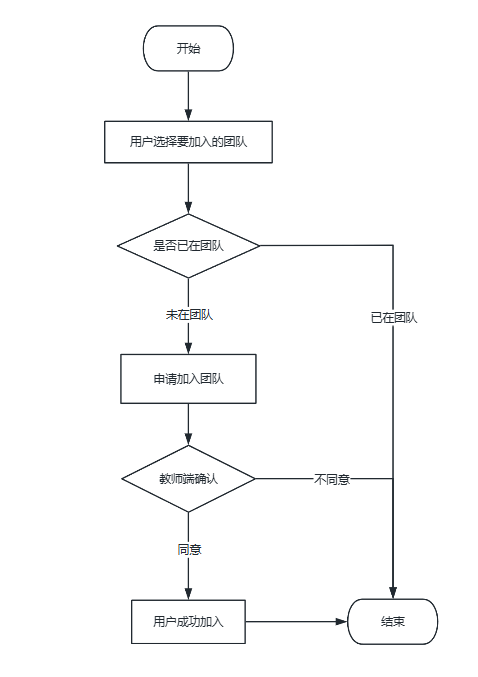 开始
用户选择要加入的团队
是否已在团队
未在团队
已在团队
申请加入团队
教师端确认
不同意
同意
用户成功加入
结束